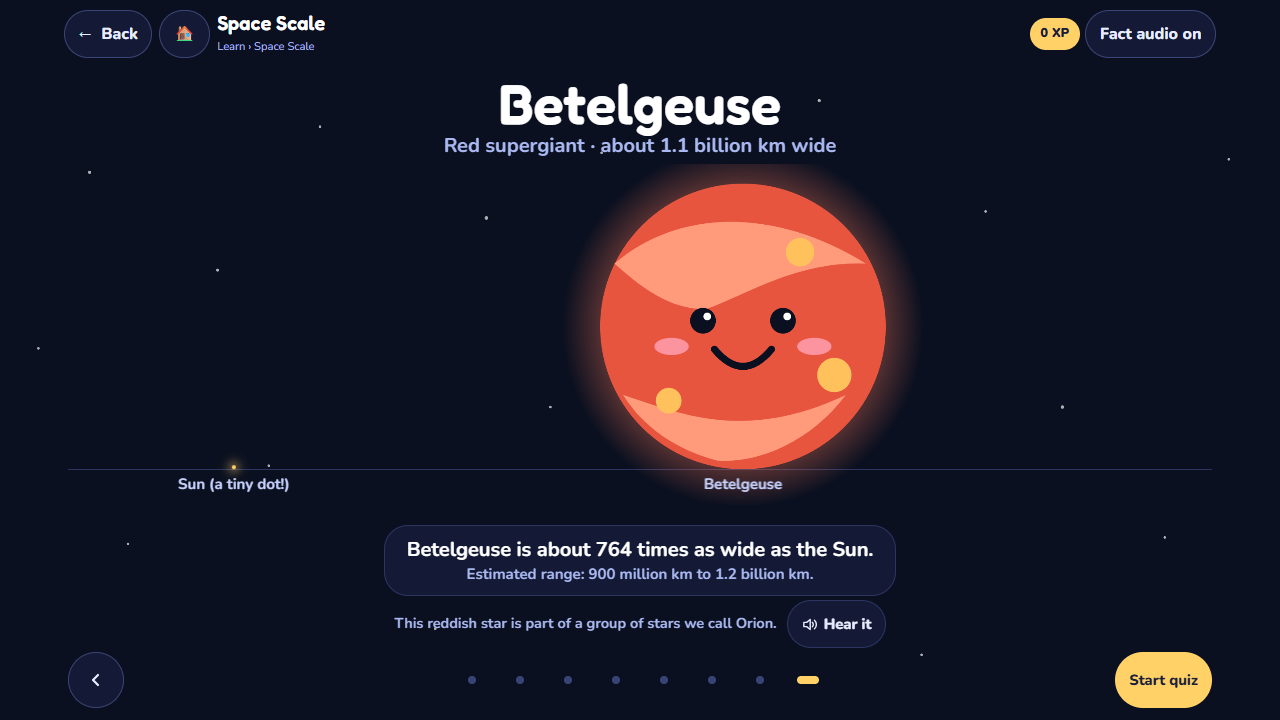 ← Back
Space Scale
Learn › Space Scale
0 XP
Fact audio on
Betelgeuse
Red supergiant · about 1.1 billion km wide
Sun (a tiny dot!)
Betelgeuse
Betelgeuse is about 764 times as wide as the Sun.
Estimated range: 900 million km to 1.2 billion km.
This reddish star is part of a group of stars we call Orion.
Hear it
Start quiz